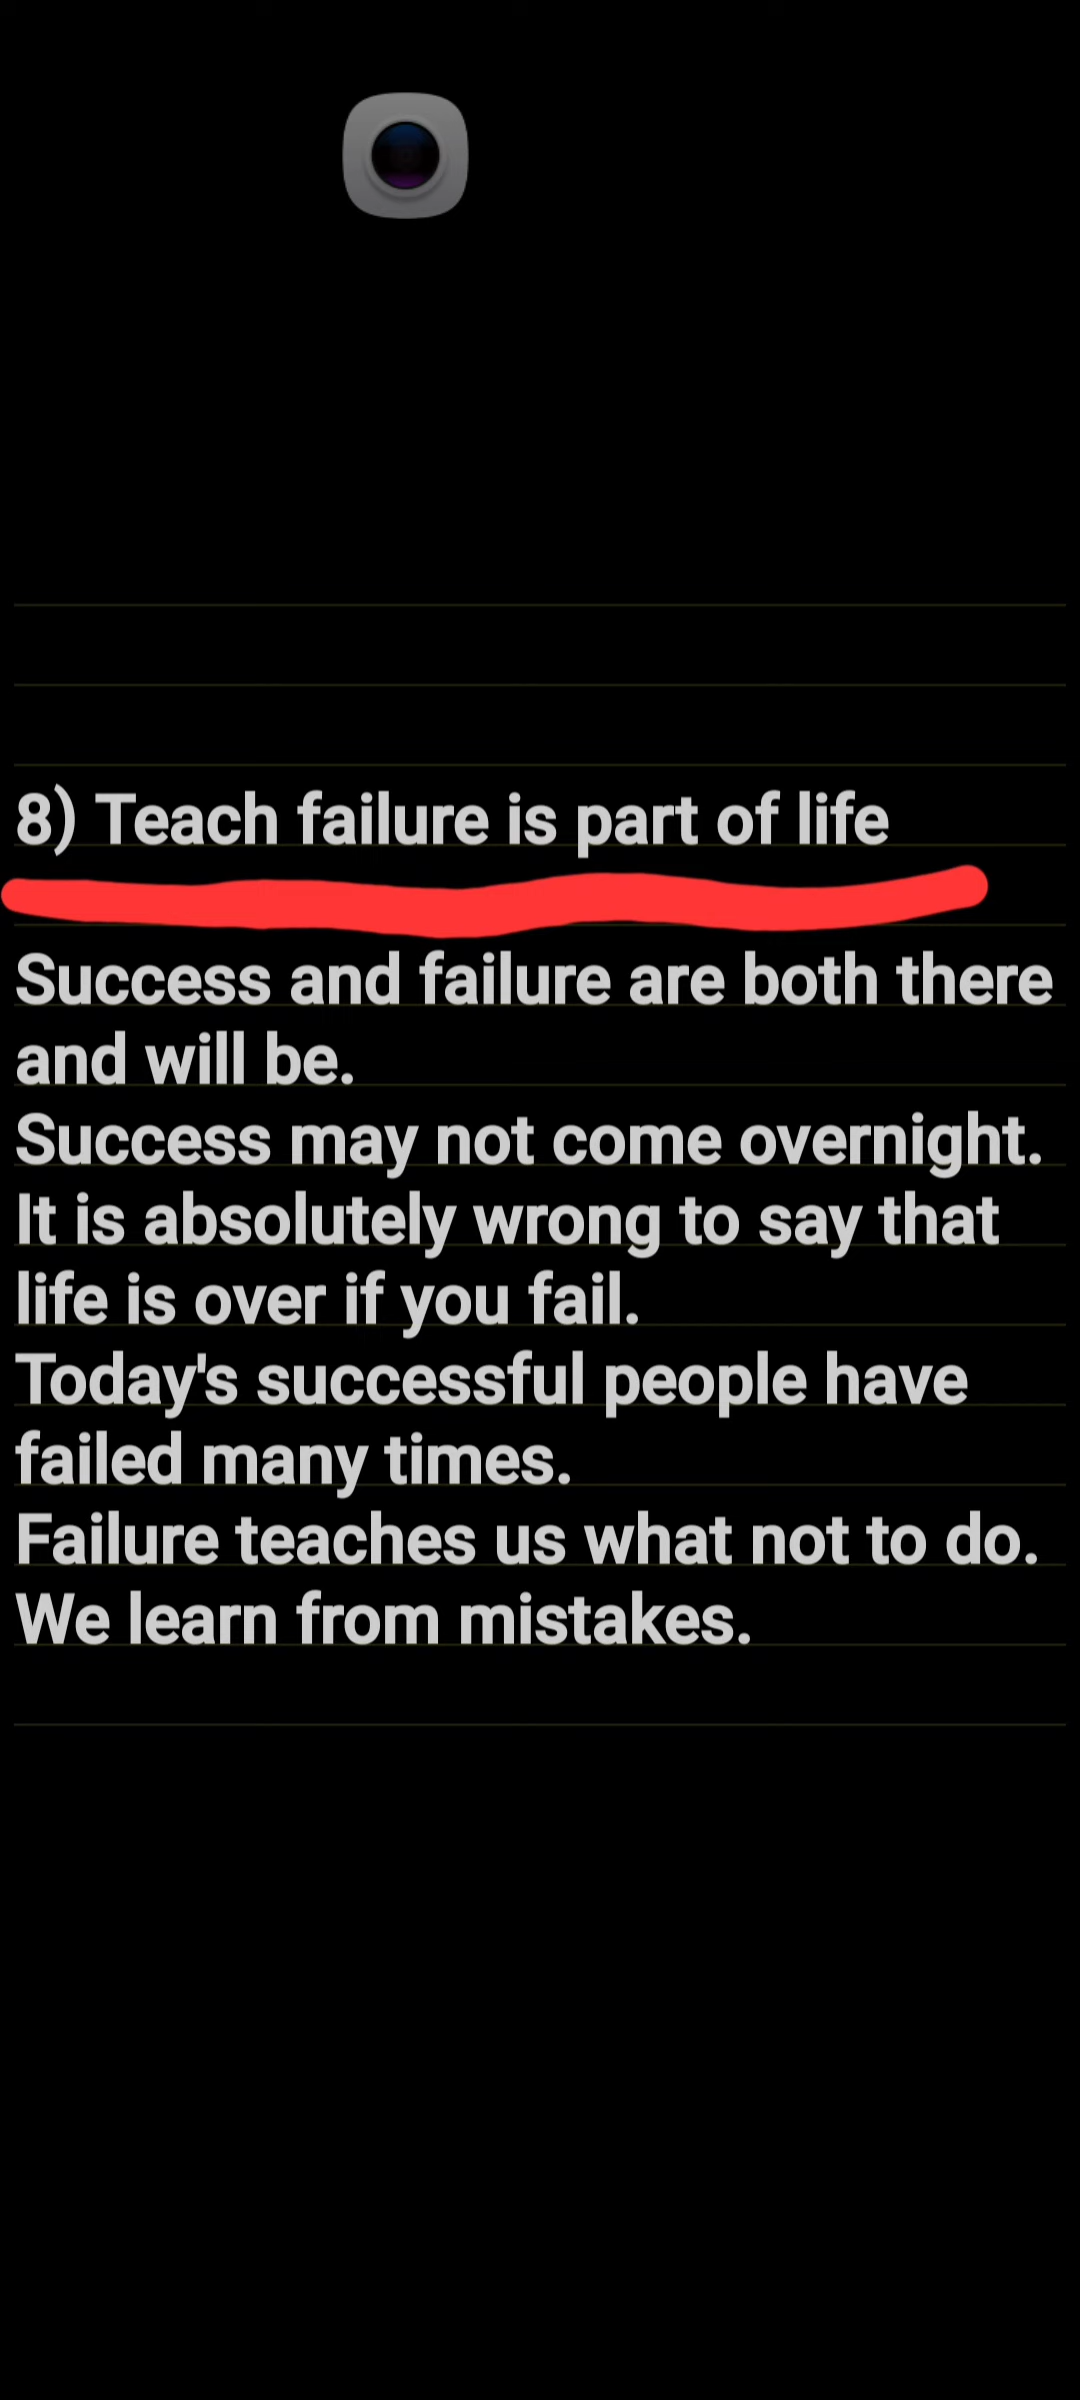 8) Teach failure is part of life
Success and failure are both there
and will be.
Success may not come overnight.
It is absolutely wrong to say that
life is over if you fail.
Today's successful people have
failed many times.
Failure teaches us what not to do.
We learn from mistakes.